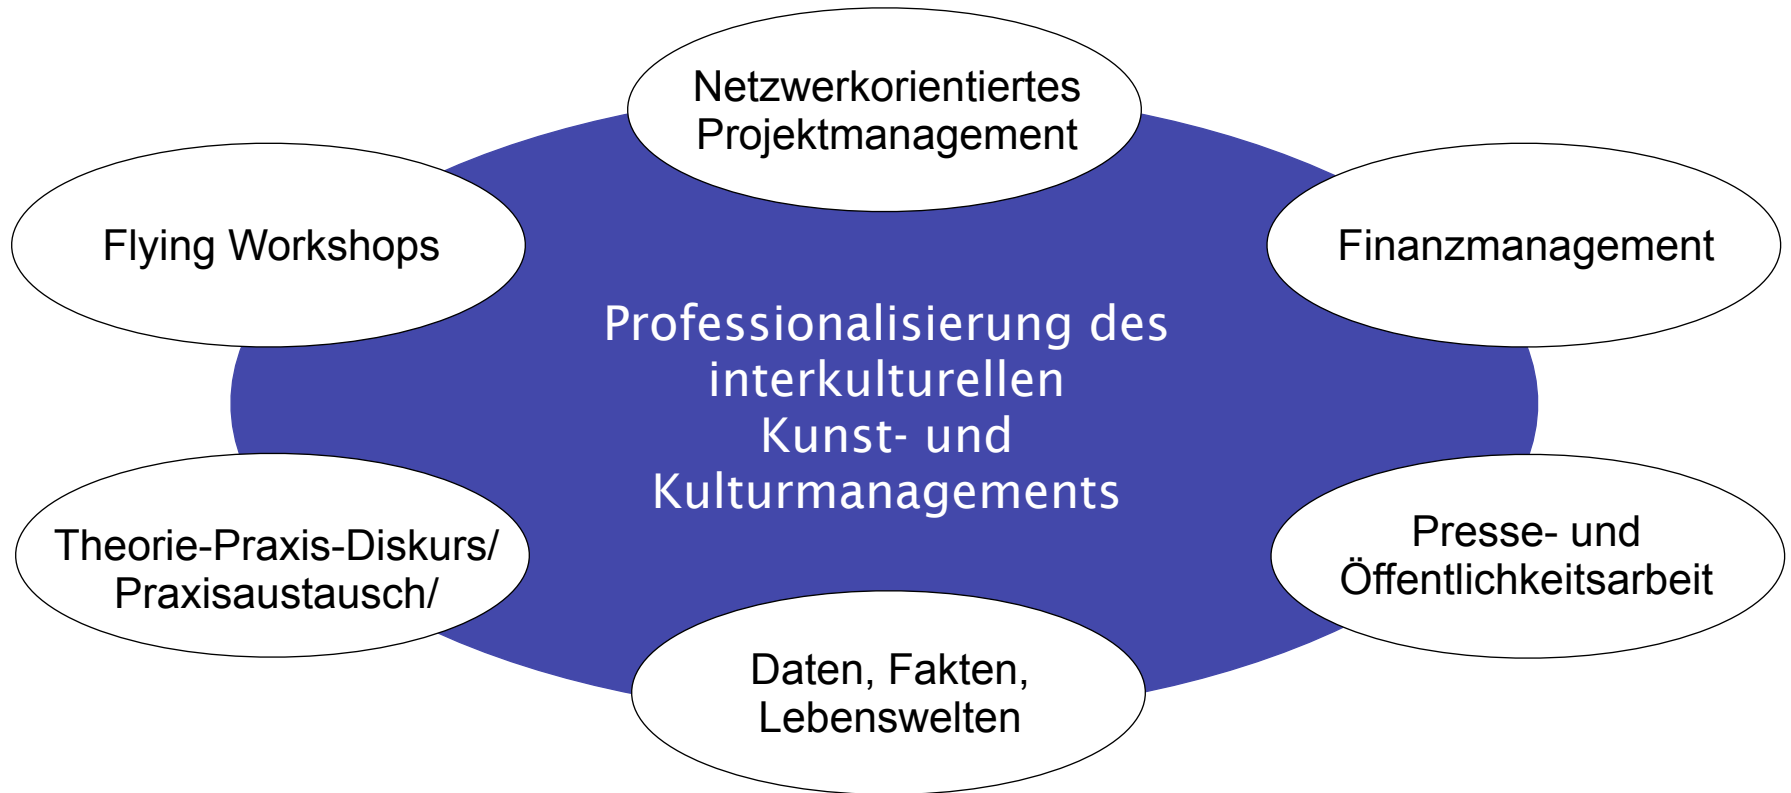 Netzwerkorientiertes
Projektmanagement
Flying Workshops
Finanzmanagement
Professionalisierung des
interkulturellen
Kunst- und
Kulturmanagements
Theorie-Praxis-Diskurs/
Praxisaustausch/
Presse- und
Öffentlichkeitsarbeit
Daten, Fakten,
Lebenswelten